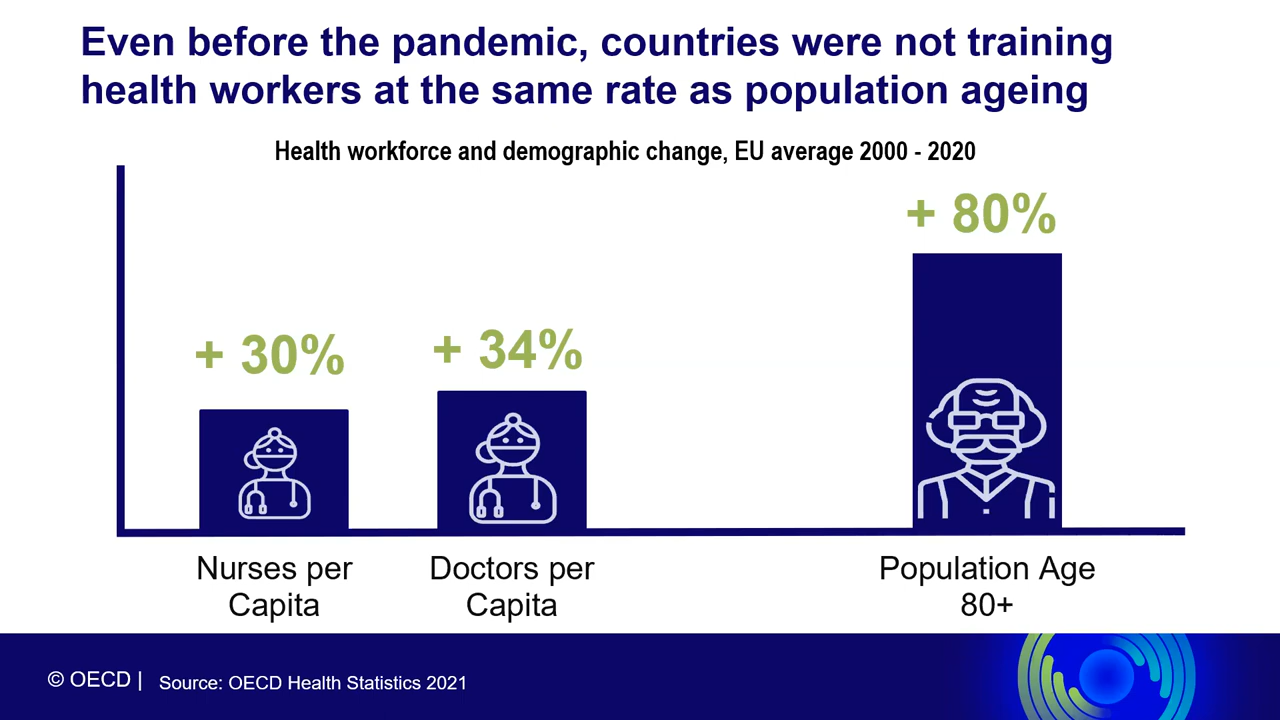 Even before the pandemic, countries were not training
health workers at the same rate as population ageing
Health workforce and demographic change, EU average 2000 - 2020
+ 30%
+ 34%
+ 80%
Nurses per
Capita
Doctors per
Capita
Population Age
80+
© OECD |
Source: OECD Health Statistics 2021